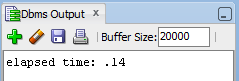 Dbms Output
Buffer Size: 20000
elapsed time: .14